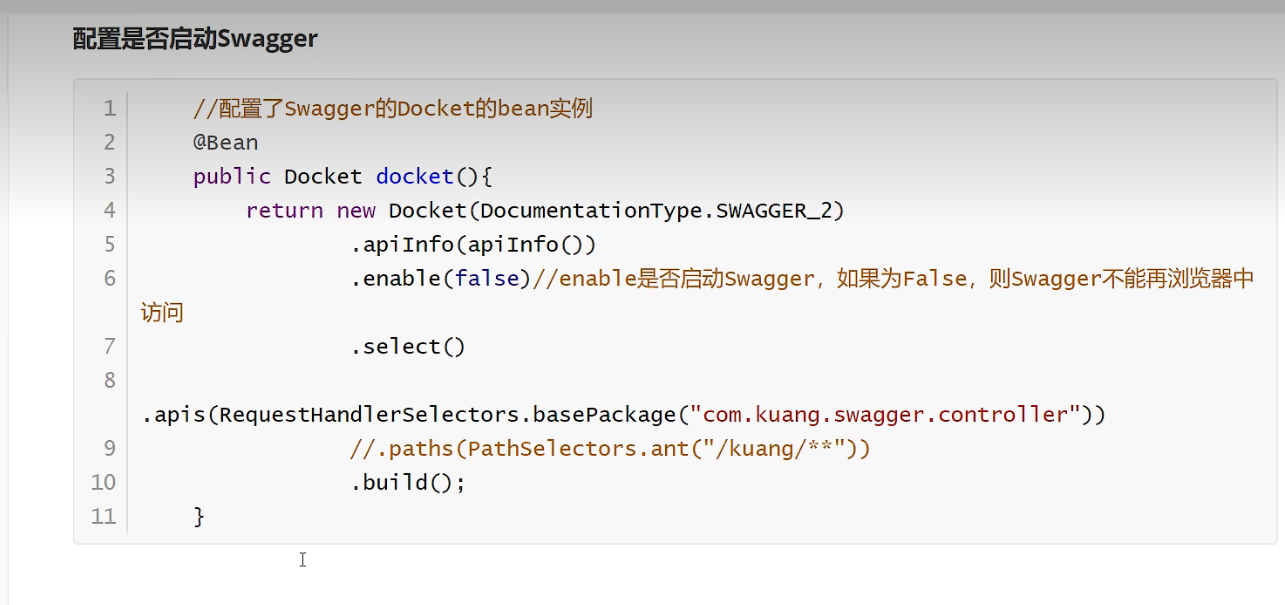 配置是否启动Swagger
1 //配置了Swagger的Docket的bean实例
2 @Bean
3 public Docket docket(){
4 return new Docket(DocumentationType.SWAGGER_2)
5 .apiInfo(apiInfo())
6 .enable(false)//enable是否启动Swagger，如果为False，则Swagger不能再浏览器中
访问
7 .select()
8
.apis(RequestHandlerSelectors.basePackage("com.kuang.swagger.controller"))
9 //.paths(PathSelectors.ant("/kuang/**"))
10 .build();
11 }